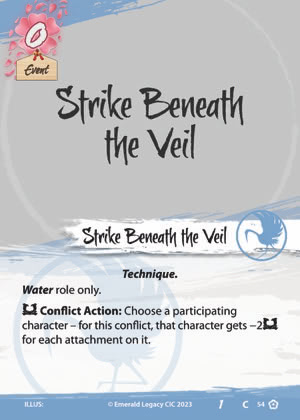 0
Event
Strike Beneath
the Veil
Strike Beneath the Veil
Technique.
Water role only.
Conflict Action: Choose a participating
character – for this conflict, that character gets −2
for each attachment on it.
ILLUS:
© Emerald Legacy CIC 2023
1
C
54